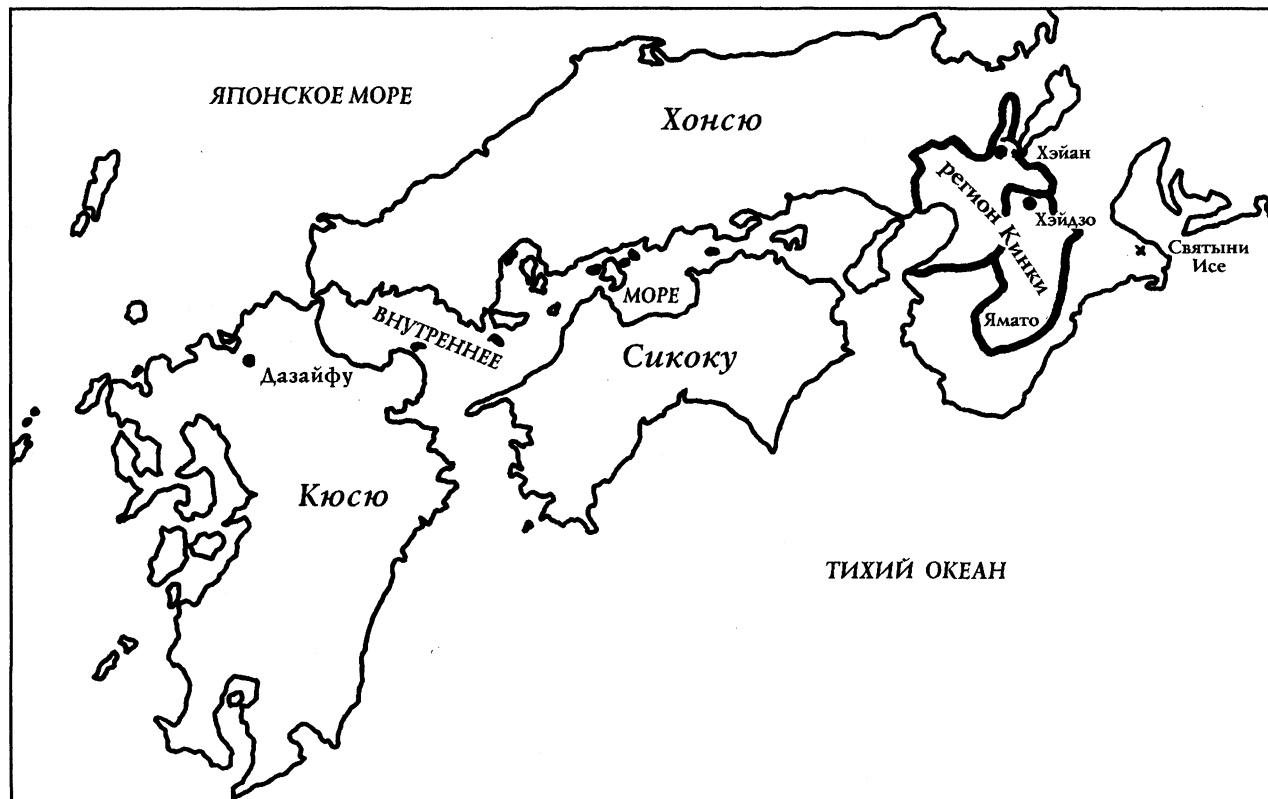 ЯПОНСКОЕ МОРЕ
Хонсю
Хэйан
регион Кинки
Хэйдзо
Святыни
Исе
МОРЕ
ВНУТРЕННЕЕ
Ямато
Сикоку
Дазайфу
Кюсю
ТИХИЙ ОКЕАН